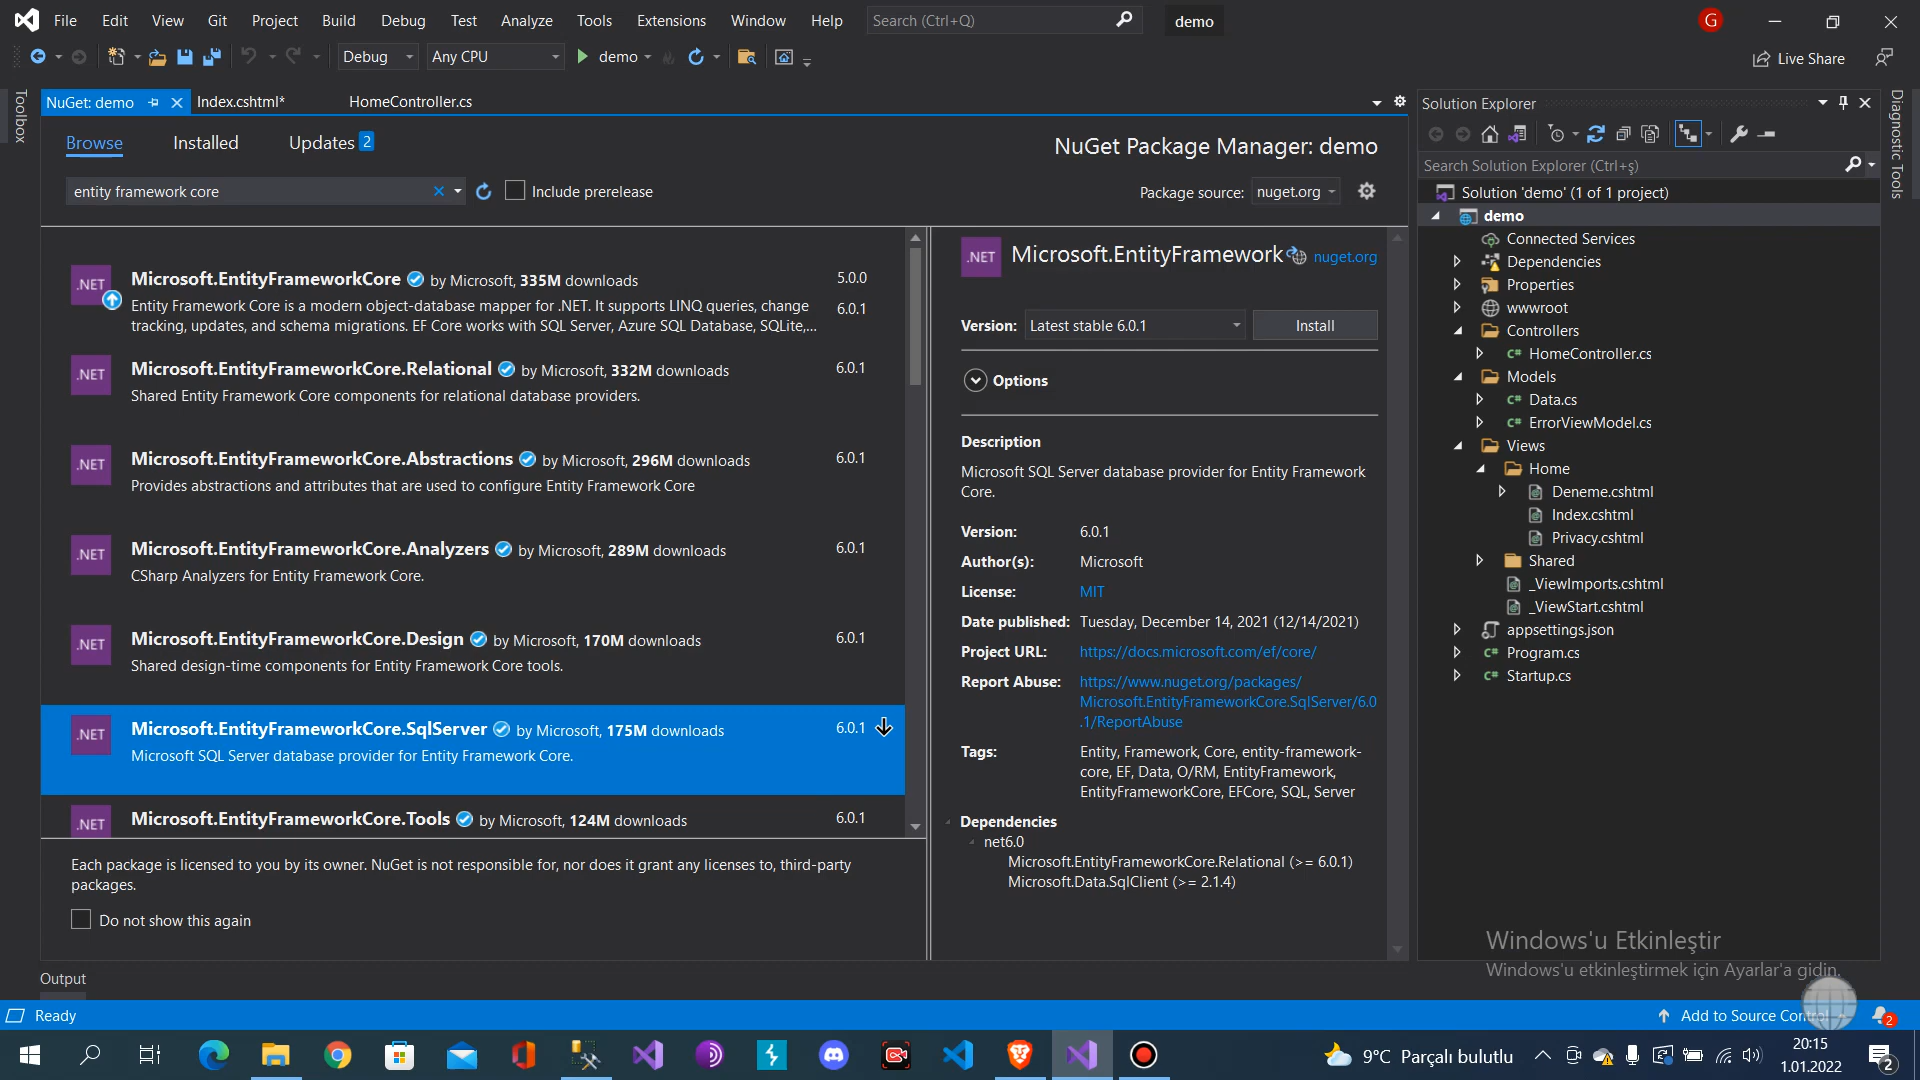 File Edit View Git Project Build Debug Test Analyze Tools Extensions Window Help Search (Ctrl+Q) demo G
Debug Any CPU demo Live Share
Toolbox
NuGet: demo Index.cshtml* HomeController.cs
Browse Installed Updates 2 NuGet Package Manager: demo
entity framework core Include prerelease Package source: nuget.org
.NET Microsoft.EntityFrameworkCore by Microsoft, 335M downloads 5.0.0
Entity Framework Core is a modern object-database mapper for .NET. It supports LINQ queries, change 6.0.1
tracking, updates, and schema migrations. EF Core works with SQL Server, Azure SQL Database, SQLite,...
.NET Microsoft.EntityFrameworkCore.Relational by Microsoft, 332M downloads 6.0.1
Shared Entity Framework Core components for relational database providers.
.NET Microsoft.EntityFrameworkCore.Abstractions by Microsoft, 296M downloads 6.0.1
Provides abstractions and attributes that are used to configure Entity Framework Core
.NET Microsoft.EntityFrameworkCore.Analyzers by Microsoft, 289M downloads 6.0.1
CSharp Analyzers for Entity Framework Core.
.NET Microsoft.EntityFrameworkCore.Design by Microsoft, 170M downloads 6.0.1
Shared design-time components for Entity Framework Core tools.
.NET Microsoft.EntityFrameworkCore.SqlServer by Microsoft, 175M downloads 6.0.1
Microsoft SQL Server database provider for Entity Framework Core.
.NET Microsoft.EntityFrameworkCore.Tools by Microsoft, 124M downloads 6.0.1
Each package is licensed to you by its owner. NuGet is not responsible for, nor does it grant any licenses to, third-party
packages.
Do not show this again
.NET Microsoft.EntityFramework nuget.org
Version: Latest stable 6.0.1 Install
Options
Description
Microsoft SQL Server database provider for Entity Framework
Core.
Version: 6.0.1
Author(s): Microsoft
License: MIT
Date published: Tuesday, December 14, 2021 (12/14/2021)
Project URL: https://docs.microsoft.com/ef/core/
Report Abuse: https://www.nuget.org/packages/
Microsoft.EntityFrameworkCore.SqlServer/6.0
.1/ReportAbuse
Tags: Entity, Framework, Core, entity-framework-
core, EF, Data, O/RM, EntityFramework,
EntityFrameworkCore, EFCore, SQL, Server
Dependencies
net6.0
Microsoft.EntityFrameworkCore.Relational (>= 6.0.1)
Microsoft.Data.SqlClient (>= 2.1.4)
Solution Explorer
Search Solution Explorer (Ctrl+ş)
Solution 'demo' (1 of 1 project)
demo
Connected Services
Dependencies
Properties
wwwroot
Controllers
C# HomeController.cs
Models
C# Data.cs
C# ErrorViewModel.cs
Views
Home
Deneme.cshtml
Index.cshtml
Privacy.cshtml
Shared
_ViewImports.cshtml
_ViewStart.cshtml
appsettings.json
C# Program.cs
C# Startup.cs
Diagnostic Tools
Windows'u Etkinleştir
Windows'u etkinleştirmek için Ayarlar'a gidin.
Output
Ready Add to Source Control 2
9°C Parçalı bulutlu 20:15
1.01.2022 2